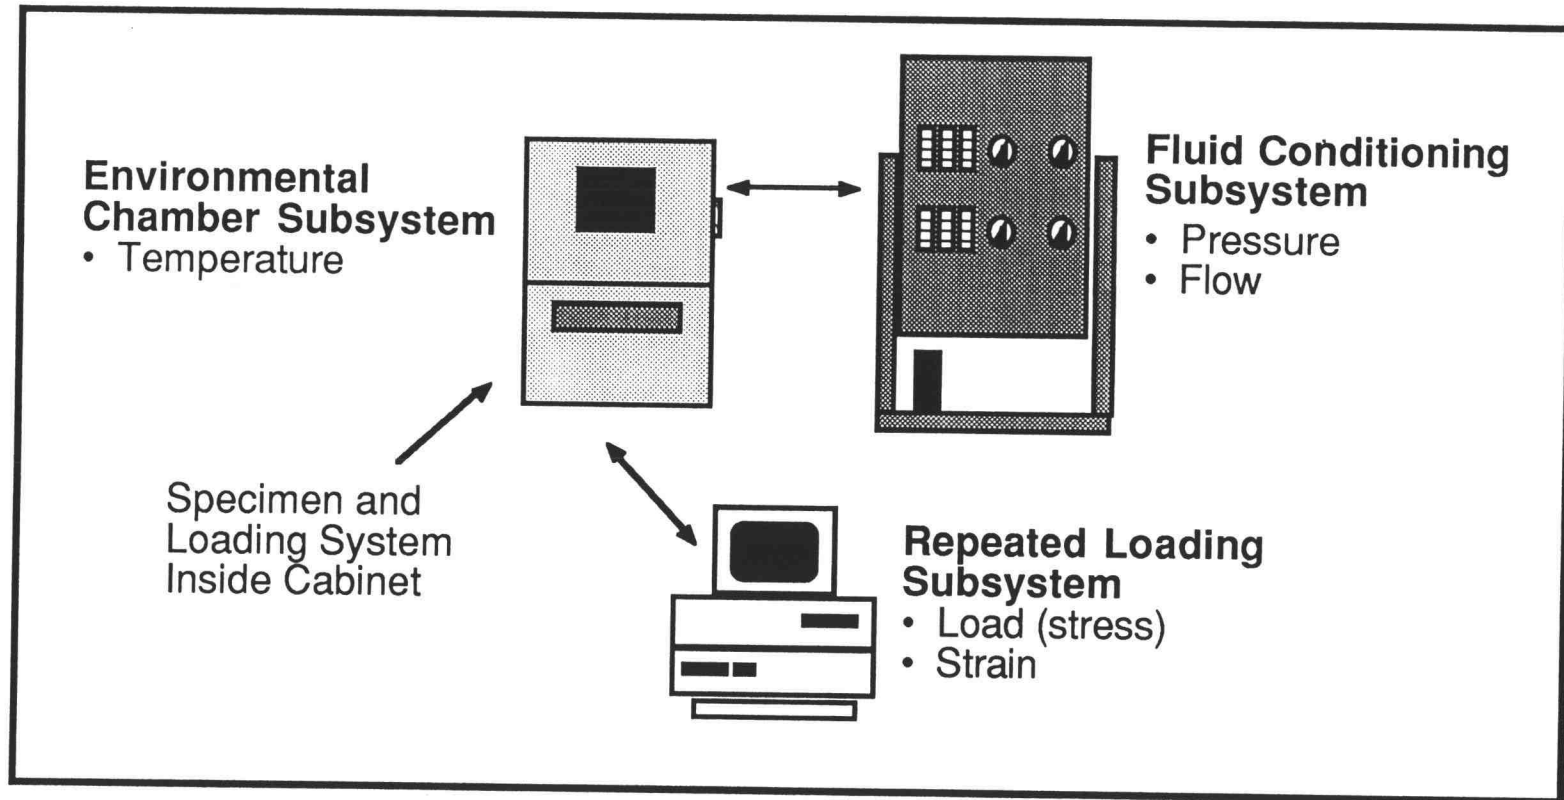 Environmental
Chamber Subsystem
• Temperature
Fluid Conditioning
Subsystem
• Pressure
• Flow
Specimen and
Loading System
Inside Cabinet
Repeated Loading
Subsystem
• Load (stress)
• Strain